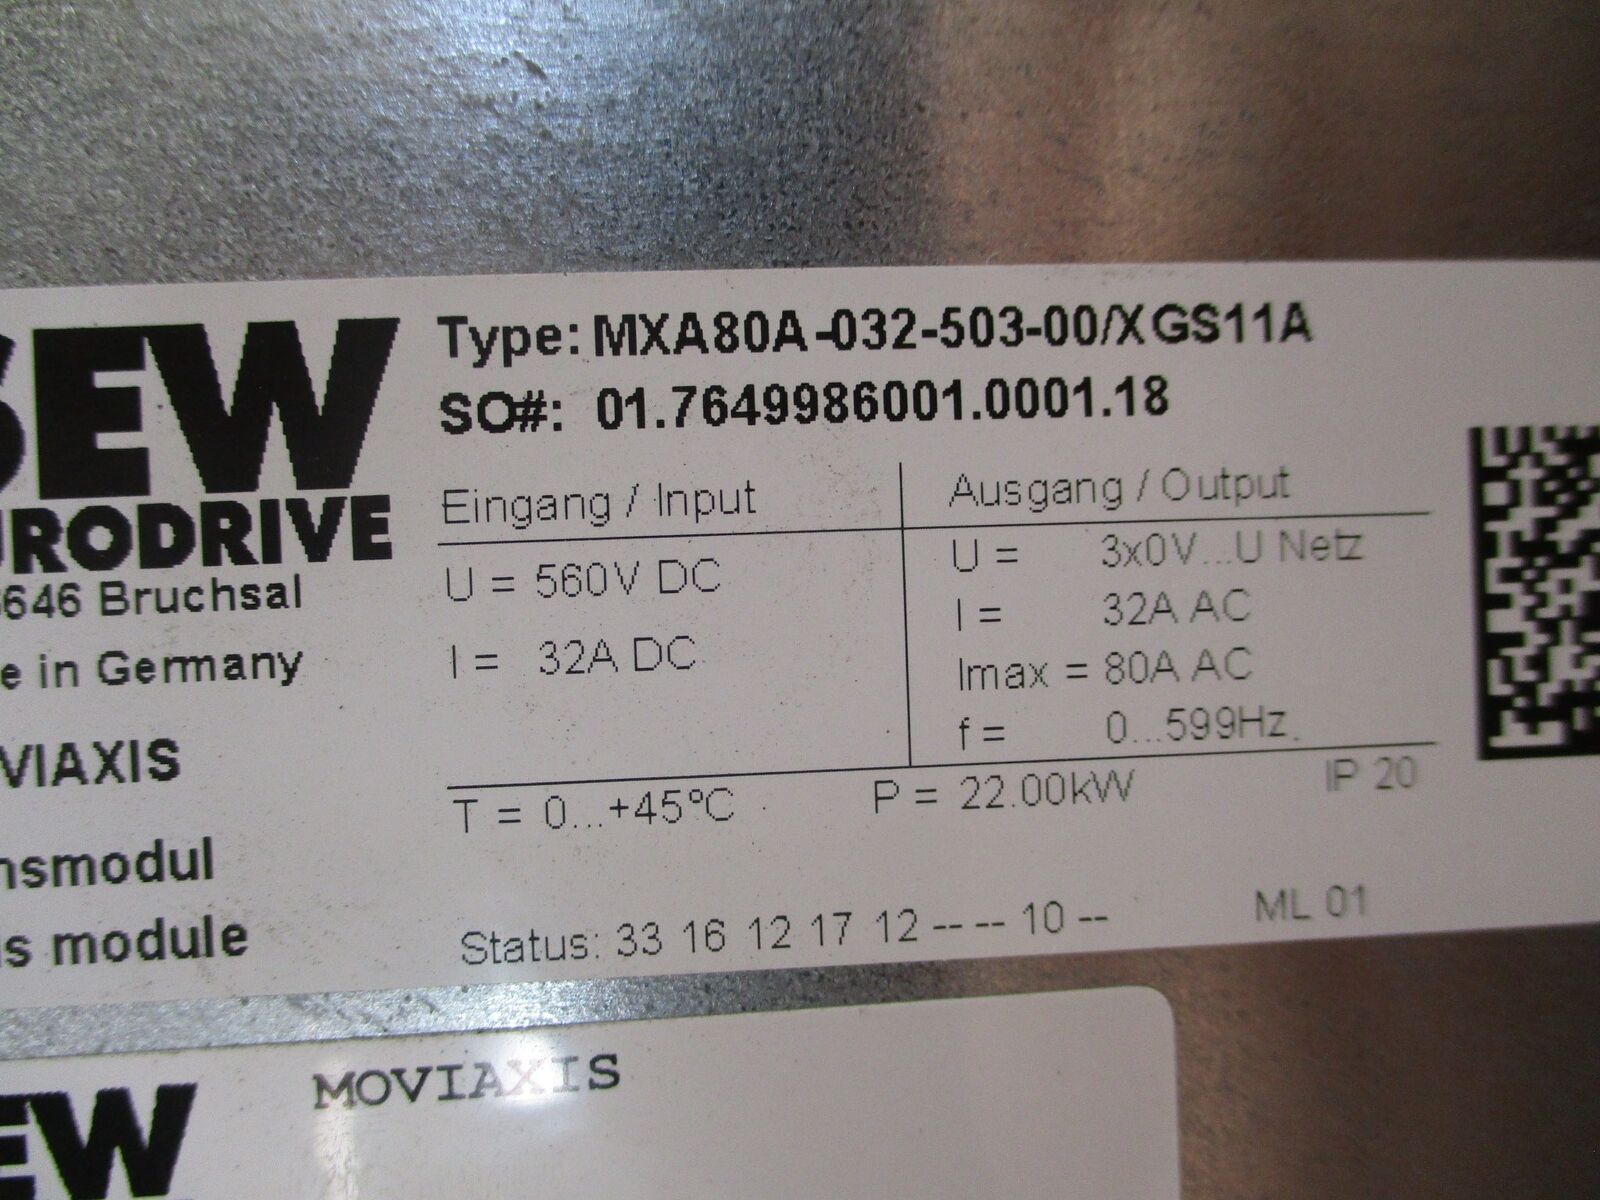 SEW
Type: MXA80A-032-503-00/XGS11A
SO#: 01.7649986001.0001.18
Eingang / Input
Ausgang / Output
URODRIVE
646 Bruchsal
U = 560V DC
U = 3x0V...U Netz
I = 32A DC
I = 32A AC
e in Germany
Imax = 80A AC
f = 0...599Hz
VIAXIS
T = 0...+45°C
P = 22.00kW
IP 20
nsmodul
s module
Status: 33 16 12 17 12 -- -- 10 --
ML 01
MOVIAXIS
EW